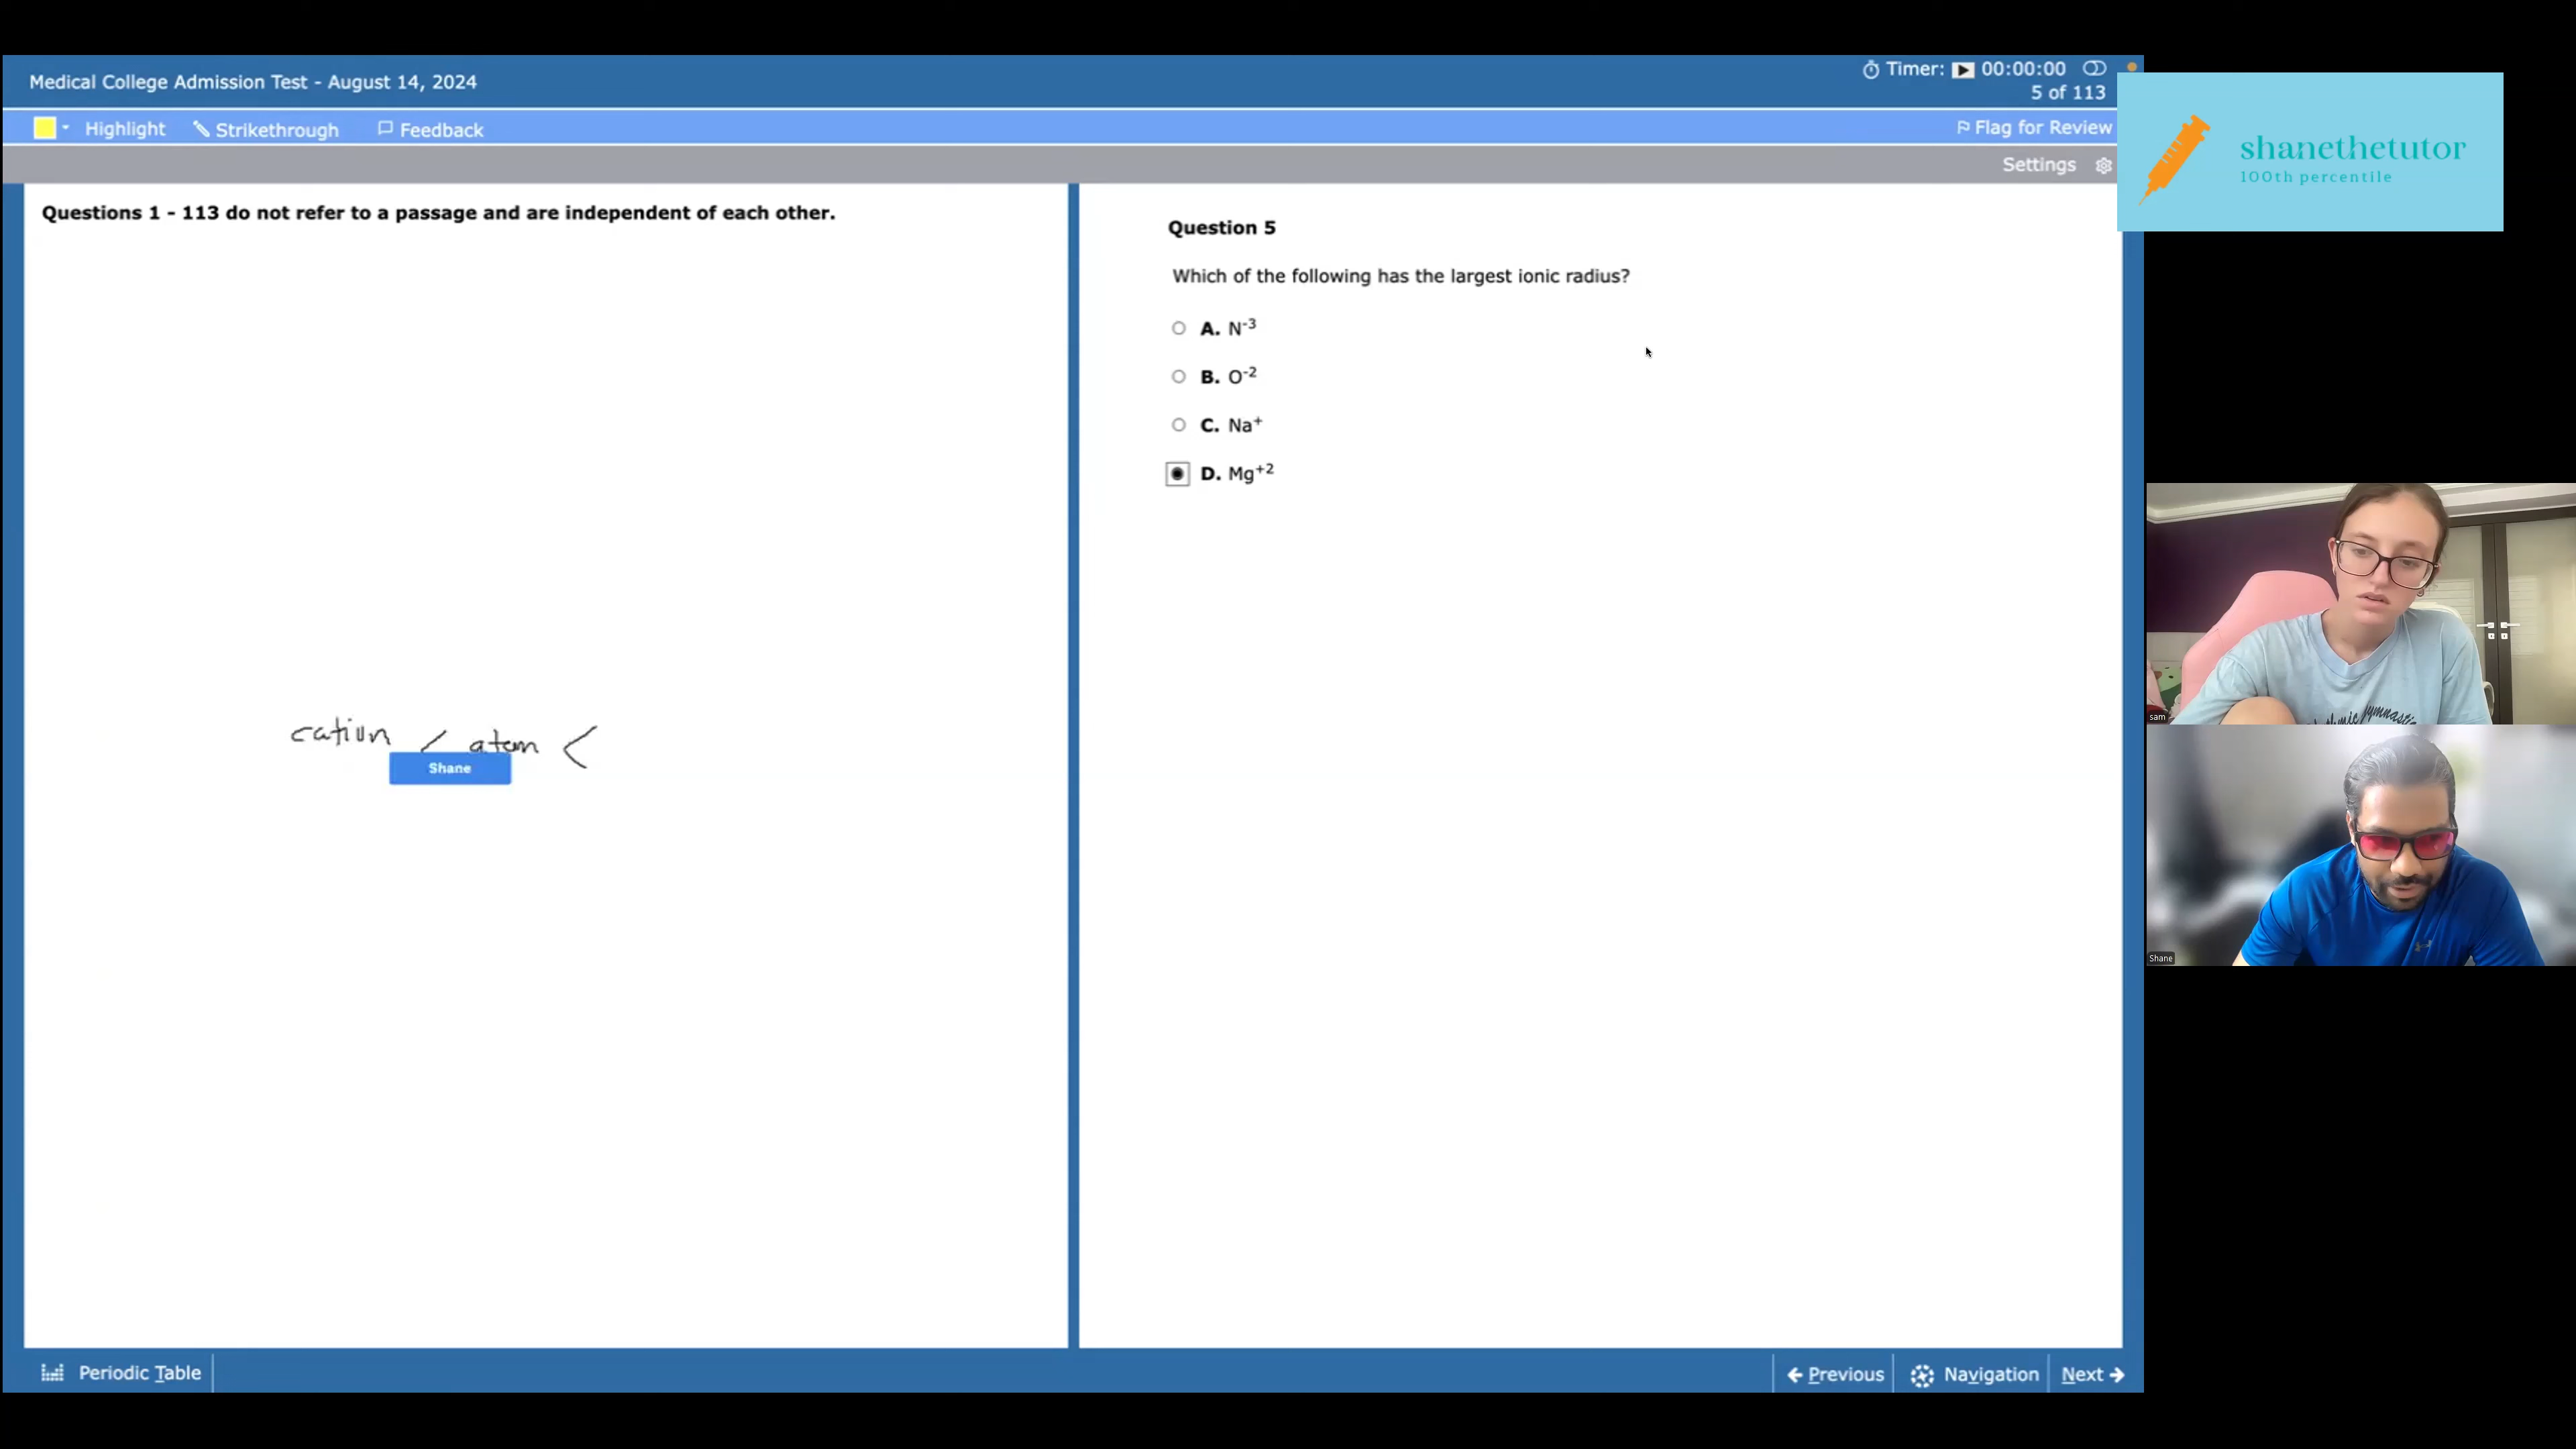 Medical College Admission Test - August 14, 2024
Timer: 00:00:00
5 of 113
Highlight Strikethrough Feedback
Flag for Review
Settings
shanethetutor
100th percentile
Questions 1 - 113 do not refer to a passage and are independent of each other.
Question 5
Which of the following has the largest ionic radius?
A. N⁻³
B. O⁻²
C. Na⁺
D. Mg⁺²
cation < atom <
Shane
sam
Shane
Periodic Table
Previous Navigation Next